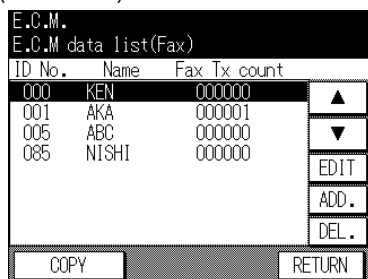 E.C.M.
E.C.M data list(Fax)
ID No. Name Fax Tx count
000 KEN 000000
001 AKA 000001
005 ABC 000000
085 NISHI 000000
▲
▼
EDIT
ADD.
DEL.
COPY RETURN